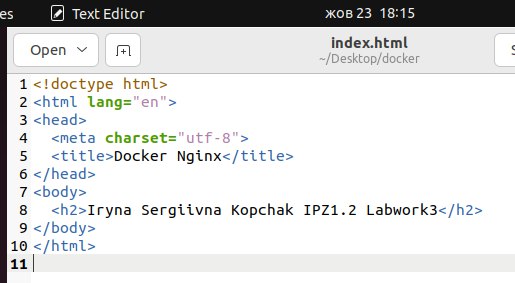 es Text Editor жов 23 18:15
Open index.html S
~/Desktop/docker
1 <!doctype html>
2 <html lang="en">
3 <head>
4   <meta charset="utf-8">
5   <title>Docker Nginx</title>
6 </head>
7 <body>
8   <h2>Iryna Sergiivna Kopchak IPZ1.2 Labwork3</h2>
9 </body>
10 </html>
11